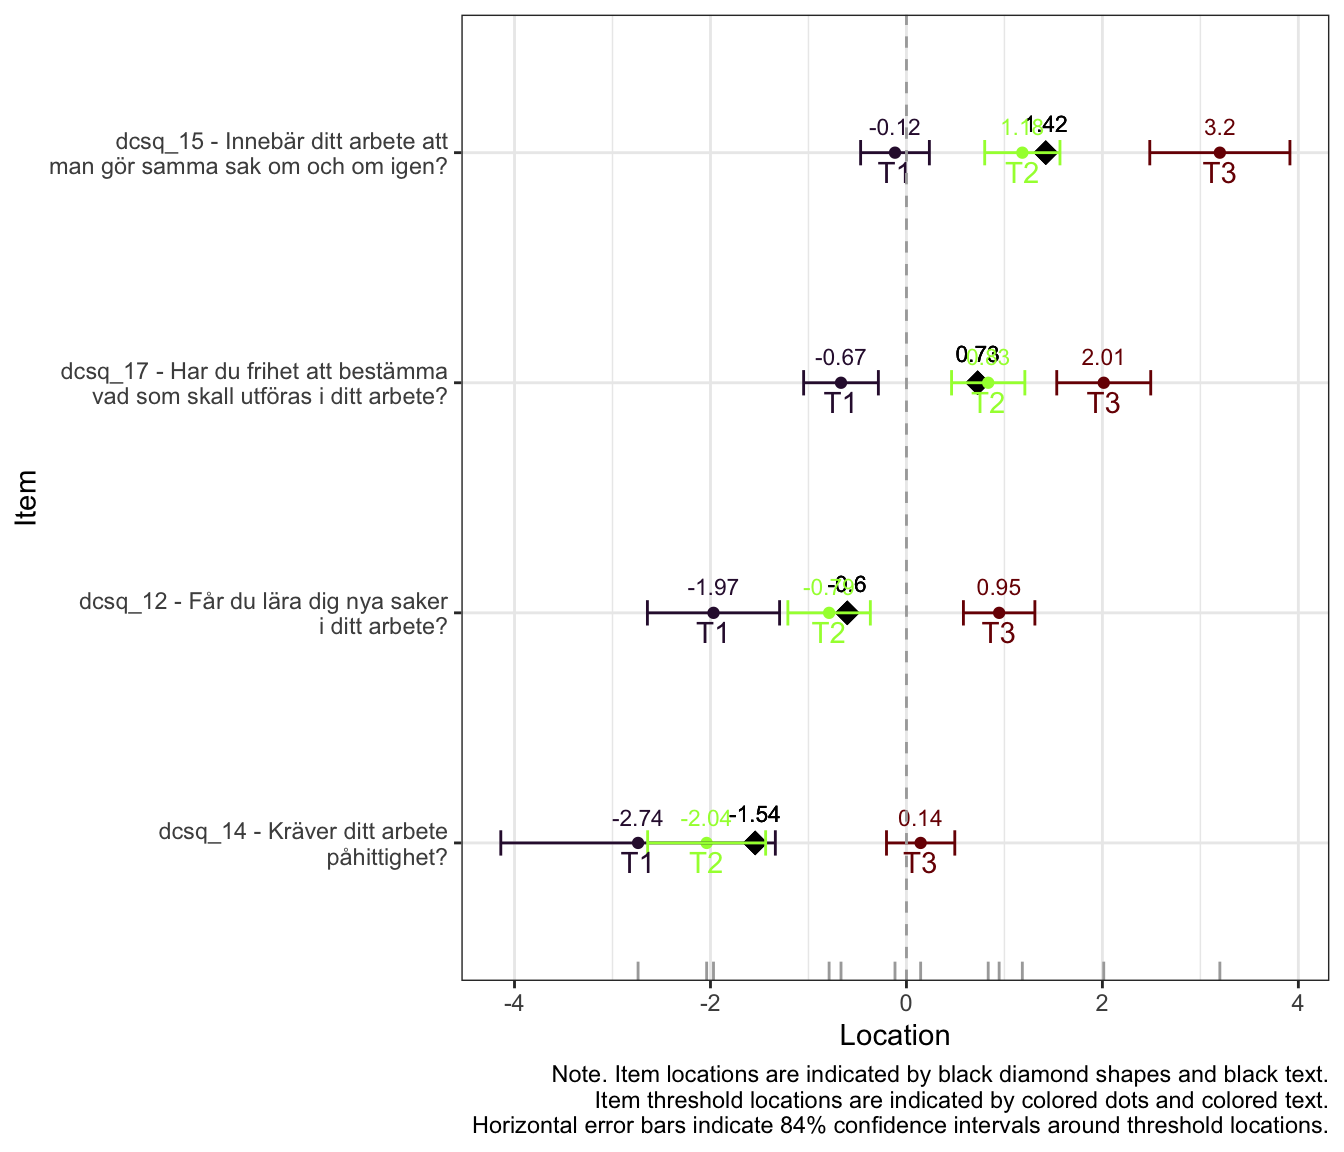 -0.12
1.18
1.42
3.2
dcsq_15 - Innebär ditt arbete att
man gör samma sak om och om igen?
T1
T2
T3
-0.67
0.73
0.83
2.01
dcsq_17 - Har du frihet att bestämma
vad som skall utföras i ditt arbete?
T1
T2
T3
Item
-1.97
-0.79
-0.6
0.95
dcsq_12 - Får du lära dig nya saker
i ditt arbete?
T1
T2
T3
-2.74
-2.04
-1.54
0.14
dcsq_14 - Kräver ditt arbete
påhittighet?
T1
T2
T3
-4
-2
0
2
4
Location
Note. Item locations are indicated by black diamond shapes and black text.
Item threshold locations are indicated by colored dots and colored text.
Horizontal error bars indicate 84% confidence intervals around threshold locations.